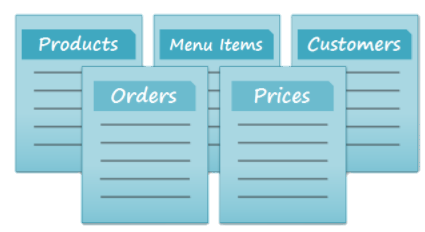 Products
Menu Items
Customers
Orders
Prices